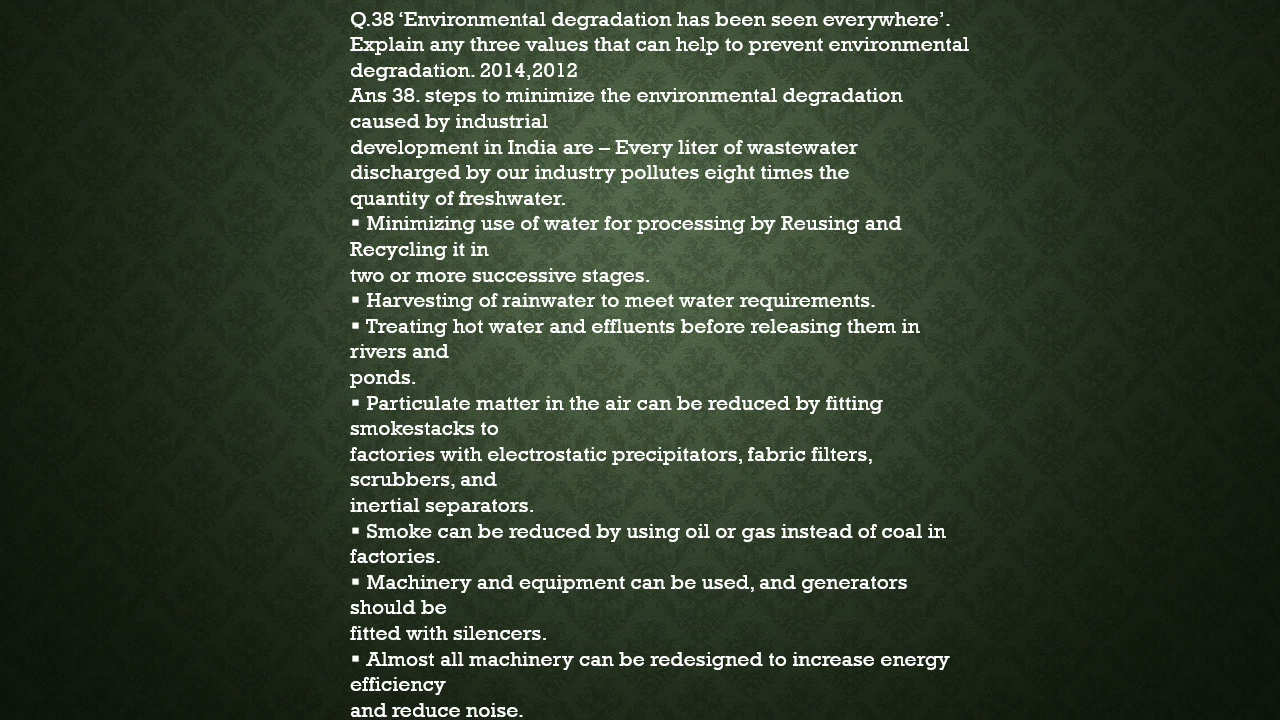 Q.38 ‘Environmental degradation has been seen everywhere’.
Explain any three values that can help to prevent environmental
degradation. 2014,2012
Ans 38. steps to minimize the environmental degradation
caused by industrial
development in India are – Every liter of wastewater
discharged by our industry pollutes eight times the
quantity of freshwater.
▪ Minimizing use of water for processing by Reusing and
Recycling it in
two or more successive stages.
▪ Harvesting of rainwater to meet water requirements.
▪ Treating hot water and effluents before releasing them in
rivers and
ponds.
▪ Particulate matter in the air can be reduced by fitting
smokestacks to
factories with electrostatic precipitators, fabric filters,
scrubbers, and
inertial separators.
▪ Smoke can be reduced by using oil or gas instead of coal in
factories.
▪ Machinery and equipment can be used, and generators
should be
fitted with silencers.
▪ Almost all machinery can be redesigned to increase energy
efficiency
and reduce noise.